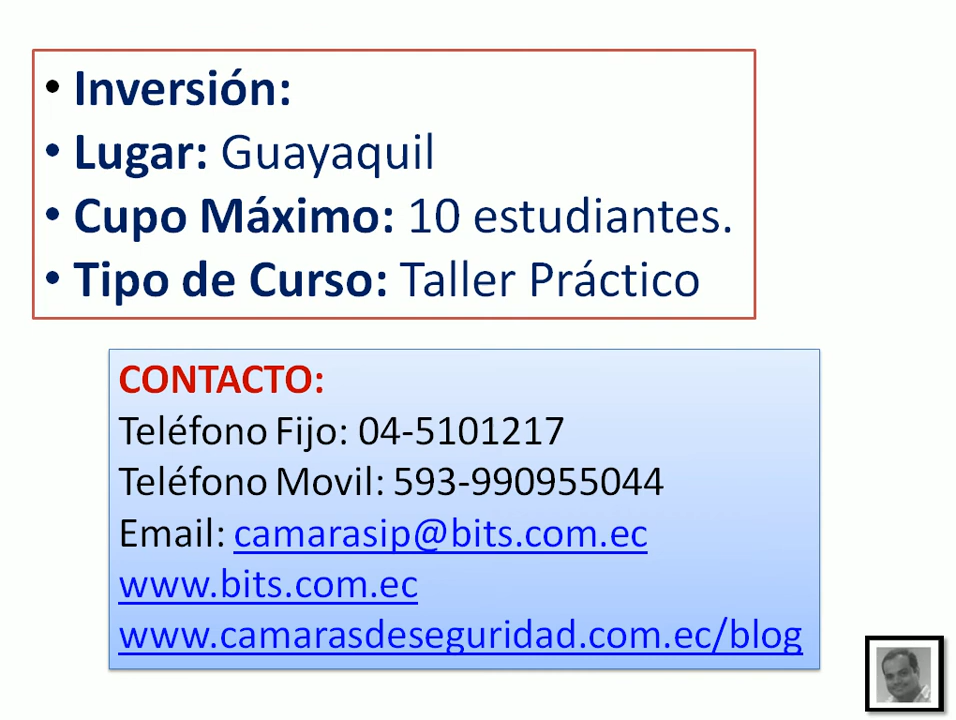 • Inversión:
• Lugar: Guayaquil
• Cupo Máximo: 10 estudiantes.
• Tipo de Curso: Taller Práctico
CONTACTO:
Teléfono Fijo: 04-5101217
Teléfono Movil: 593-990955044
Email: camarasip@bits.com.ec
www.bits.com.ec
www.camarasdeseguridad.com.ec/blog